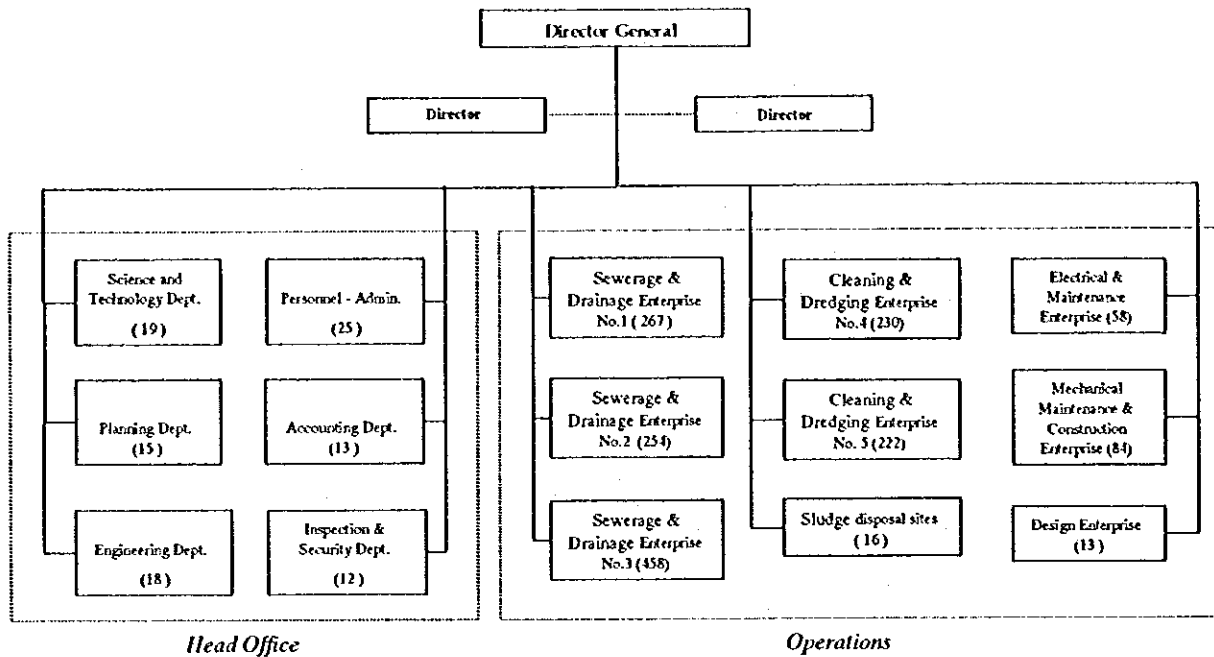 Director General
Director
Director
Science and
Technology Dept.
(19)
Personnel - Admin.
(25)
Planning Dept.
(15)
Accounting Dept.
(13)
Engineering Dept.
(18)
Inspection &
Security Dept.
(12)
Head Office
Sewerage &
Drainage Enterprise
No.1 (267)
Cleaning &
Dredging Enterprise
No.4 (230)
Electrical &
Maintenance
Enterprise (58)
Sewerage &
Drainage Enterprise
No.2 (254)
Cleaning &
Dredging Enterprise
No. 5 (222)
Mechanical
Maintenance &
Construction
Enterprise (84)
Sewerage &
Drainage Enterprise
No.3 (458)
Sludge disposal sites
(16)
Design Enterprise
(13)
Operations